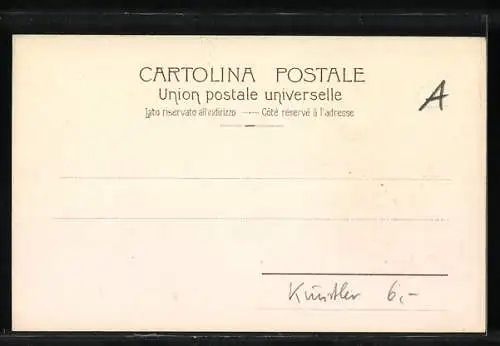 CARTOLINA POSTALE
Union postale universelle
Lato riservato all'indirizzo —·— Côté réservé à l'adresse
A
Künstler 6,-